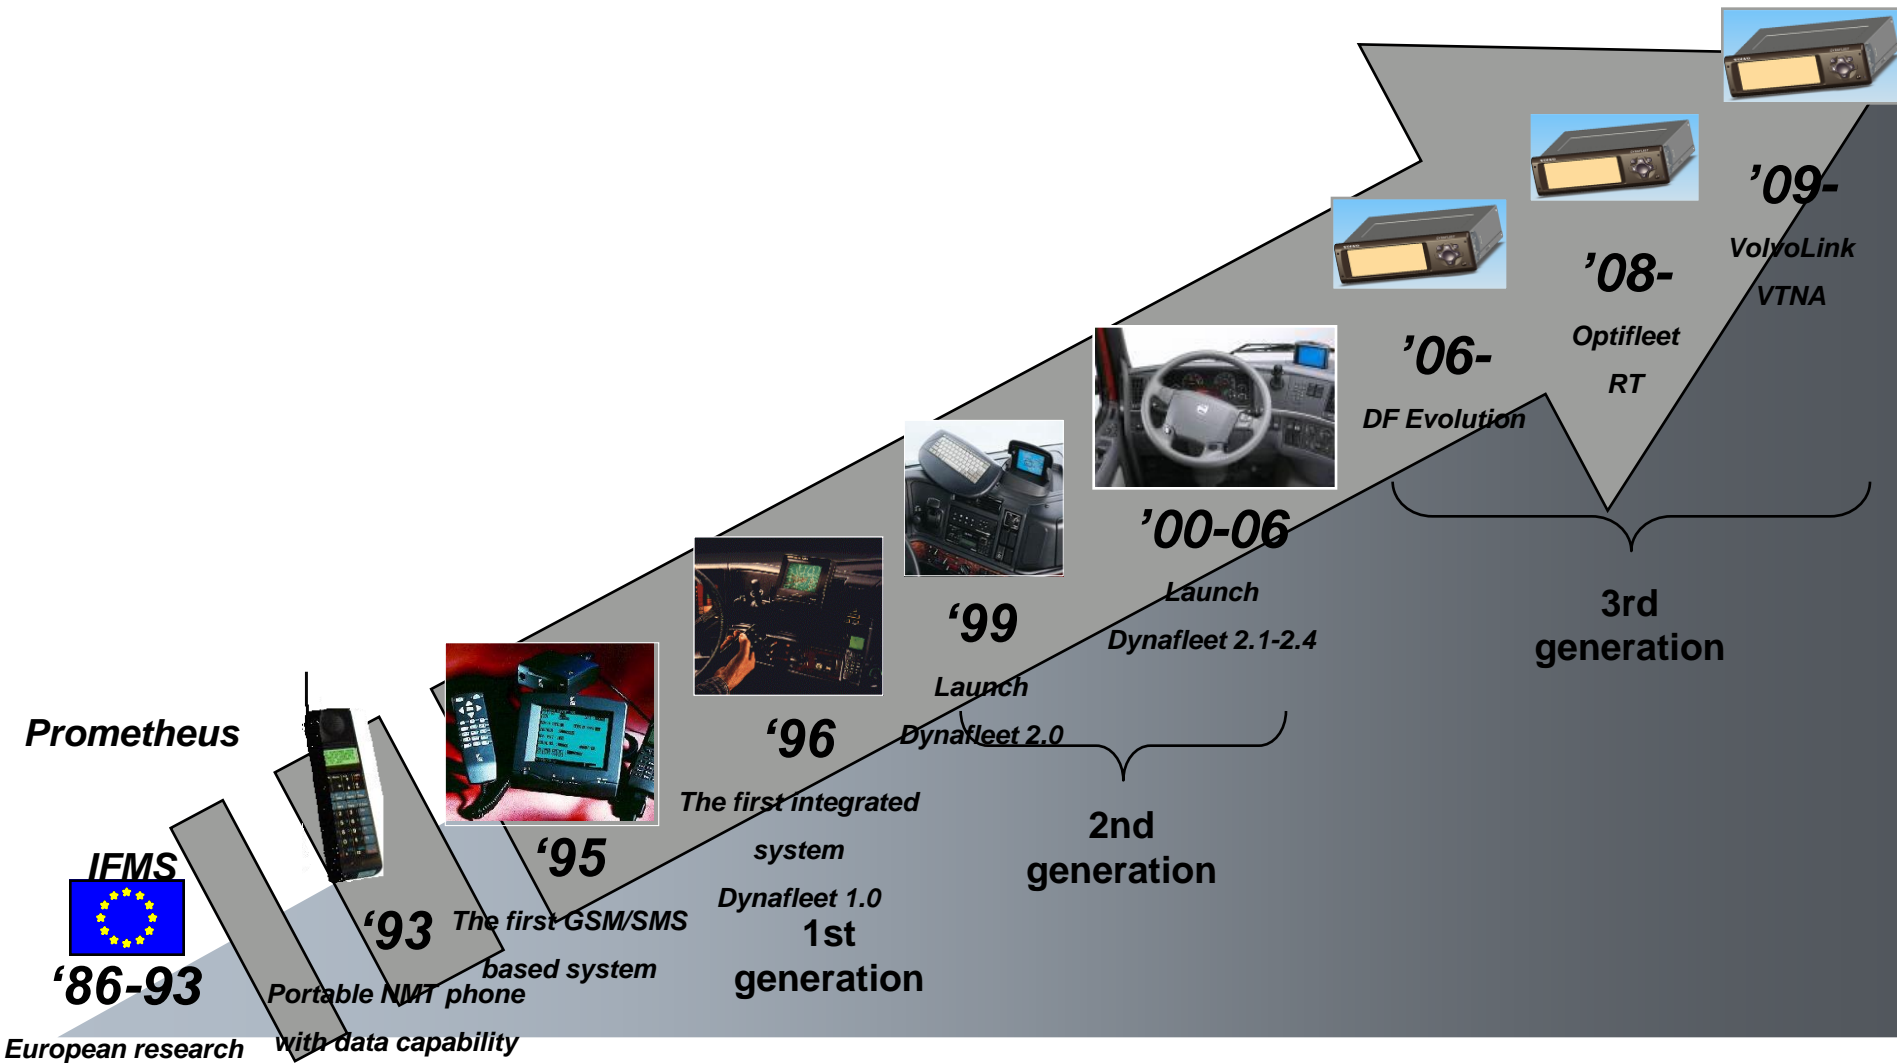 Prometheus
IFMS
‘86-93
European research
‘93
Portable NMT phone
with data capability
‘95
The first GSM/SMS
based system
‘96
The first integrated
system
Dynafleet 1.0
1st
generation
‘99
Launch
Dynafleet 2.0
’00-06
Launch
Dynafleet 2.1-2.4
2nd
generation
’06-
DF Evolution
’08-
Optifleet
RT
’09-
VolvoLink
VTNA
3rd
generation